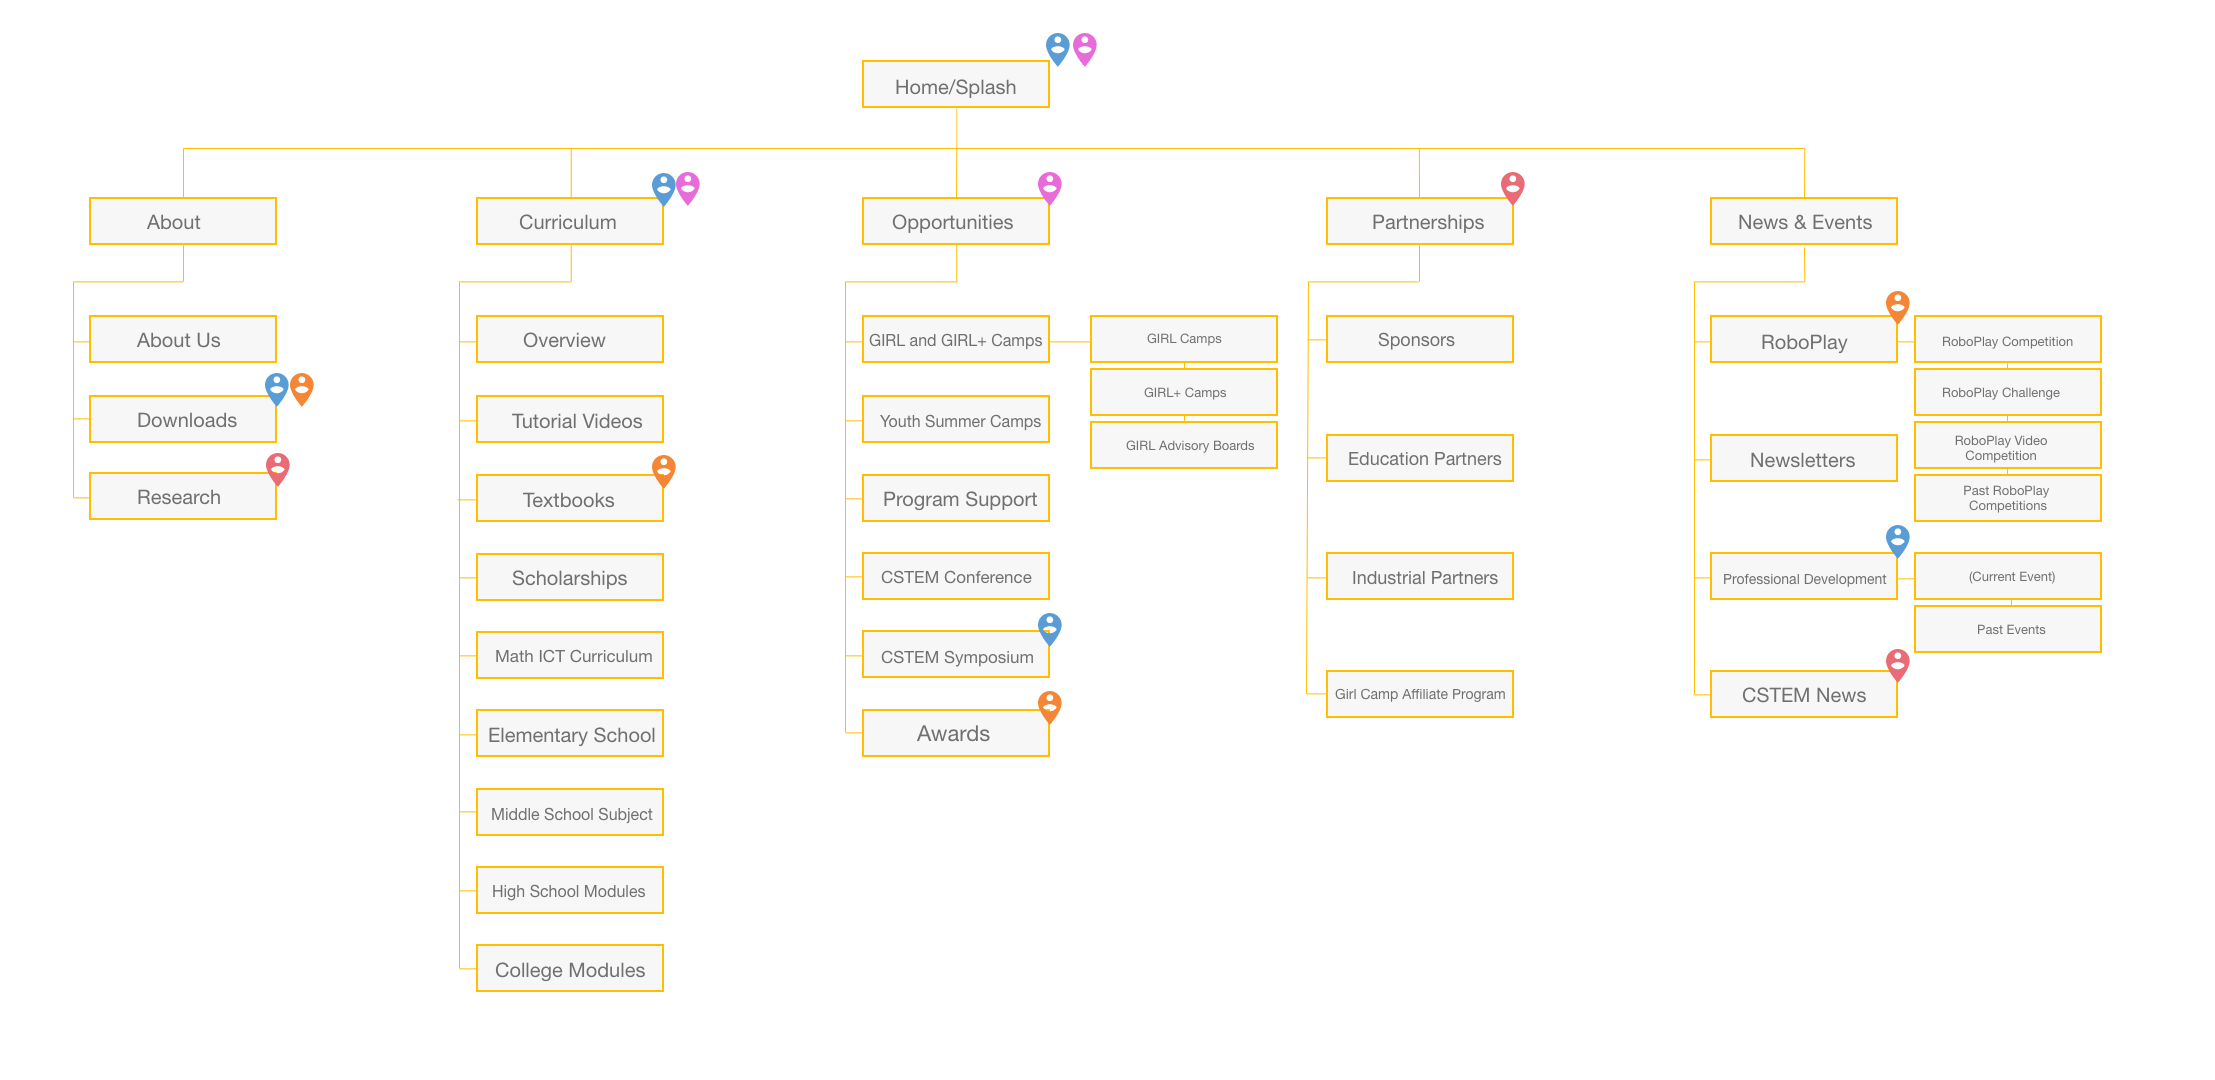 Home/Splash
About
Curriculum
Opportunities
Partnerships
News & Events
About Us
Downloads
Research
Overview
Tutorial Videos
Textbooks
Scholarships
Math ICT Curriculum
Elementary School
Middle School Subject
High School Modules
College Modules
GIRL and GIRL+ Camps
GIRL Camps
GIRL+ Camps
GIRL Advisory Boards
Youth Summer Camps
Program Support
CSTEM Conference
CSTEM Symposium
Awards
Sponsors
Education Partners
Industrial Partners
Girl Camp Affiliate Program
RoboPlay
RoboPlay Competition
RoboPlay Challenge
RoboPlay Video
Competition
Past RoboPlay
Competitions
Newsletters
Professional Development
(Current Event)
Past Events
CSTEM News